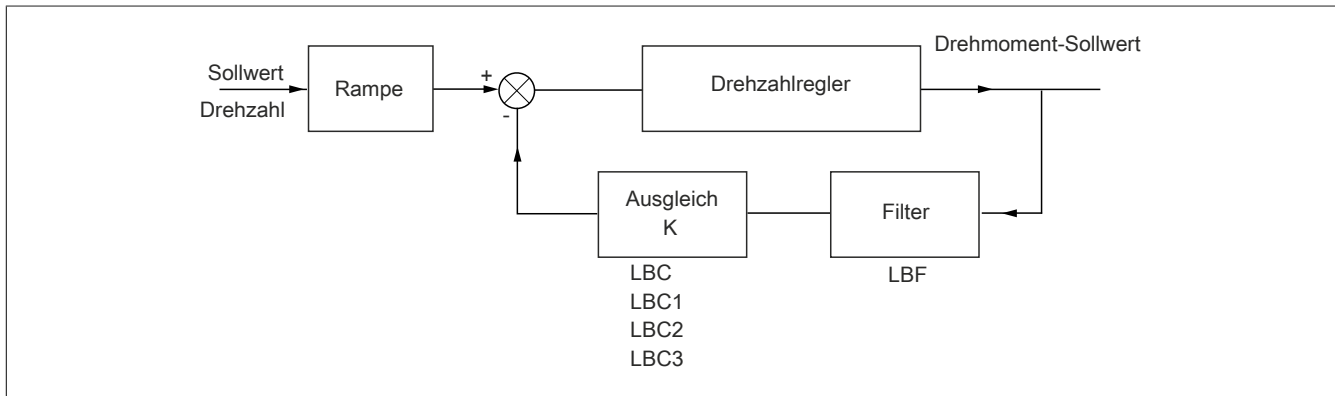 Drehmoment-Sollwert
Sollwert
Drehzahl
Rampe
+
-
Drehzahlregler
Ausgleich
K
Filter
LBC
LBC1
LBC2
LBC3
LBF